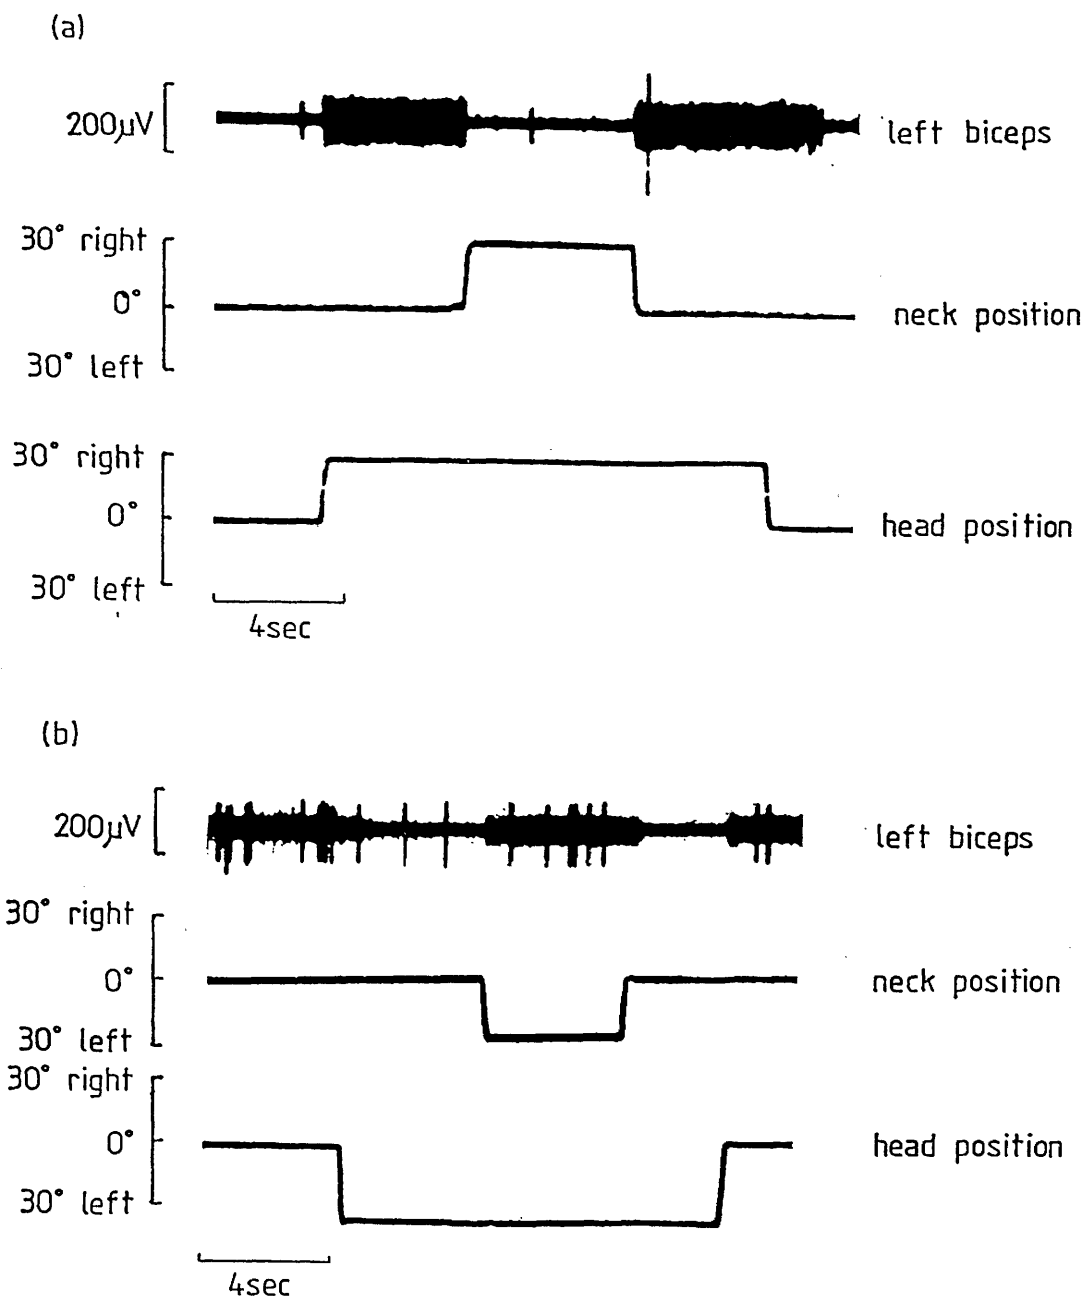 (a)
200µV
left biceps
30° right
0°
30° left
neck position
30° right
0°
30° left
head position
4sec
(b)
200µV
left biceps
30° right
0°
30° left
neck position
30° right
0°
30° left
head position
4sec